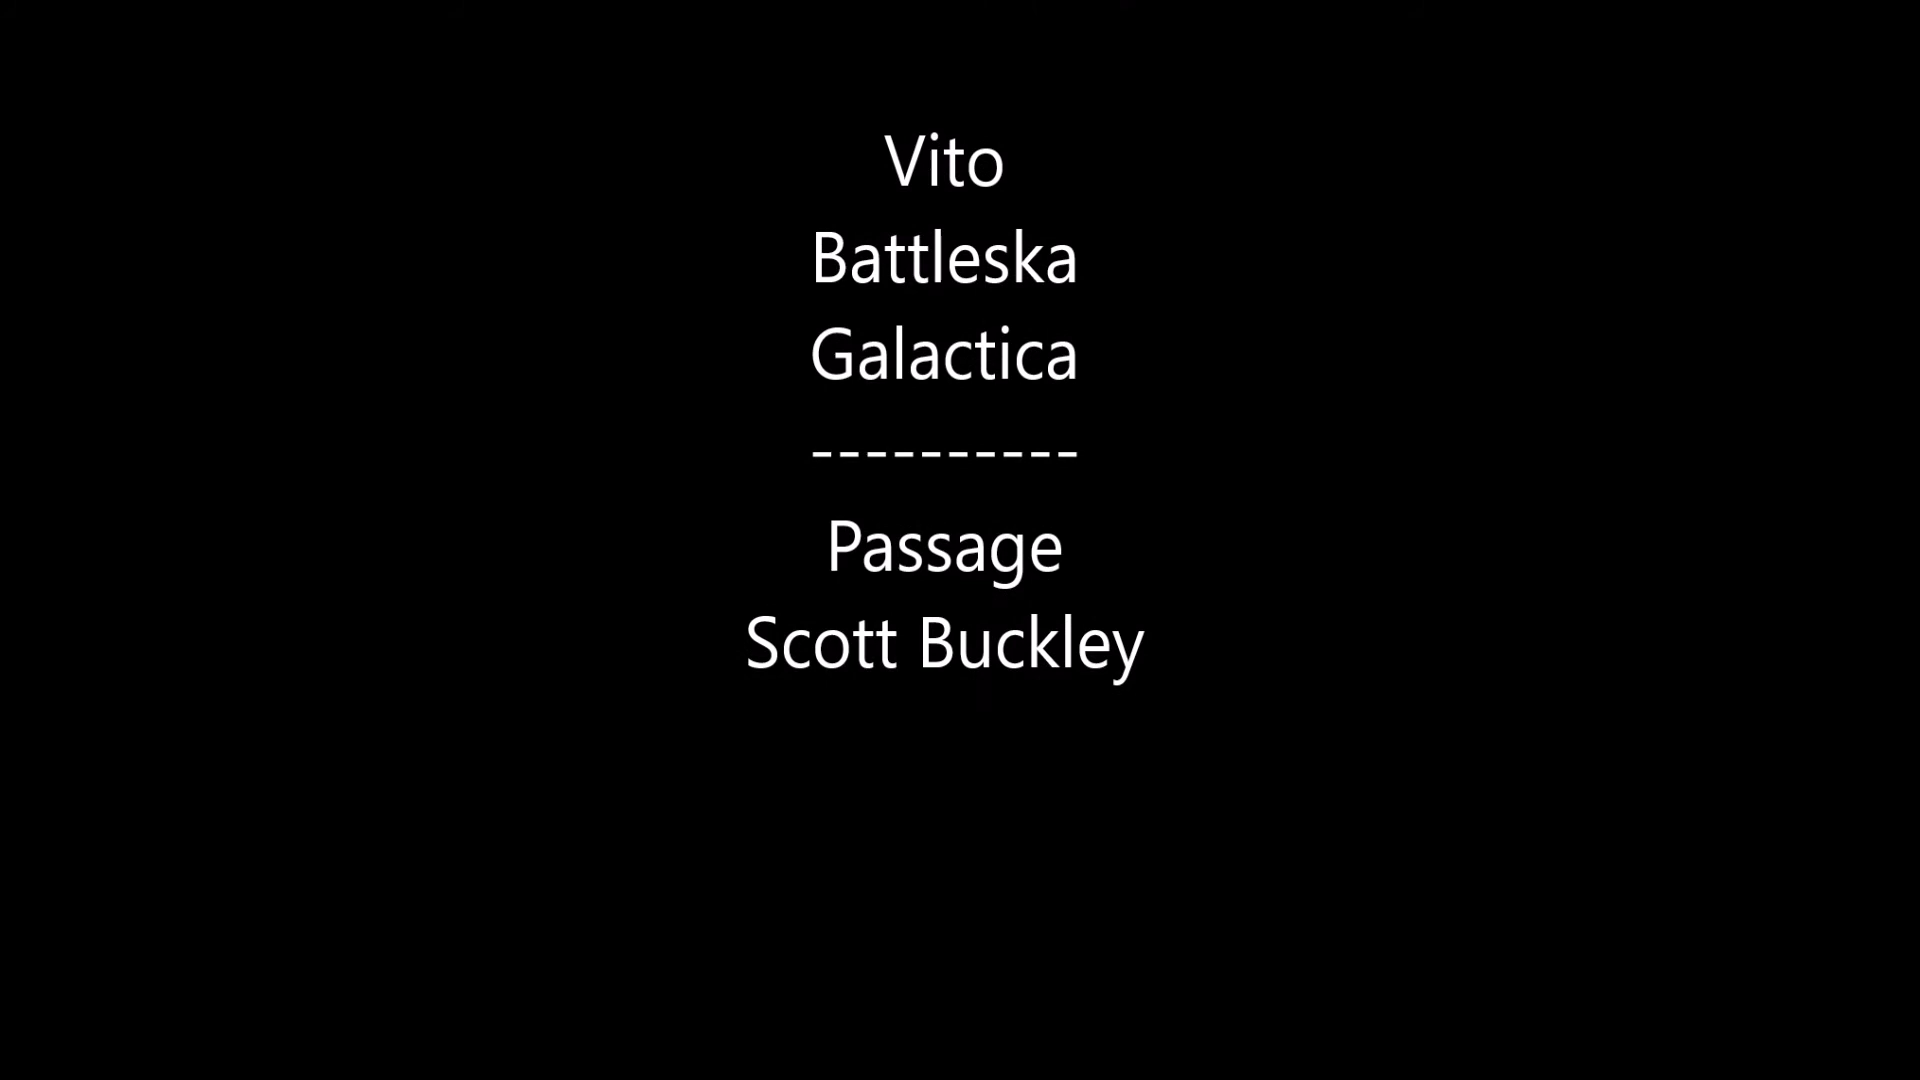 Vito
Battleska
Galactica
----------
Passage
Scott Buckley